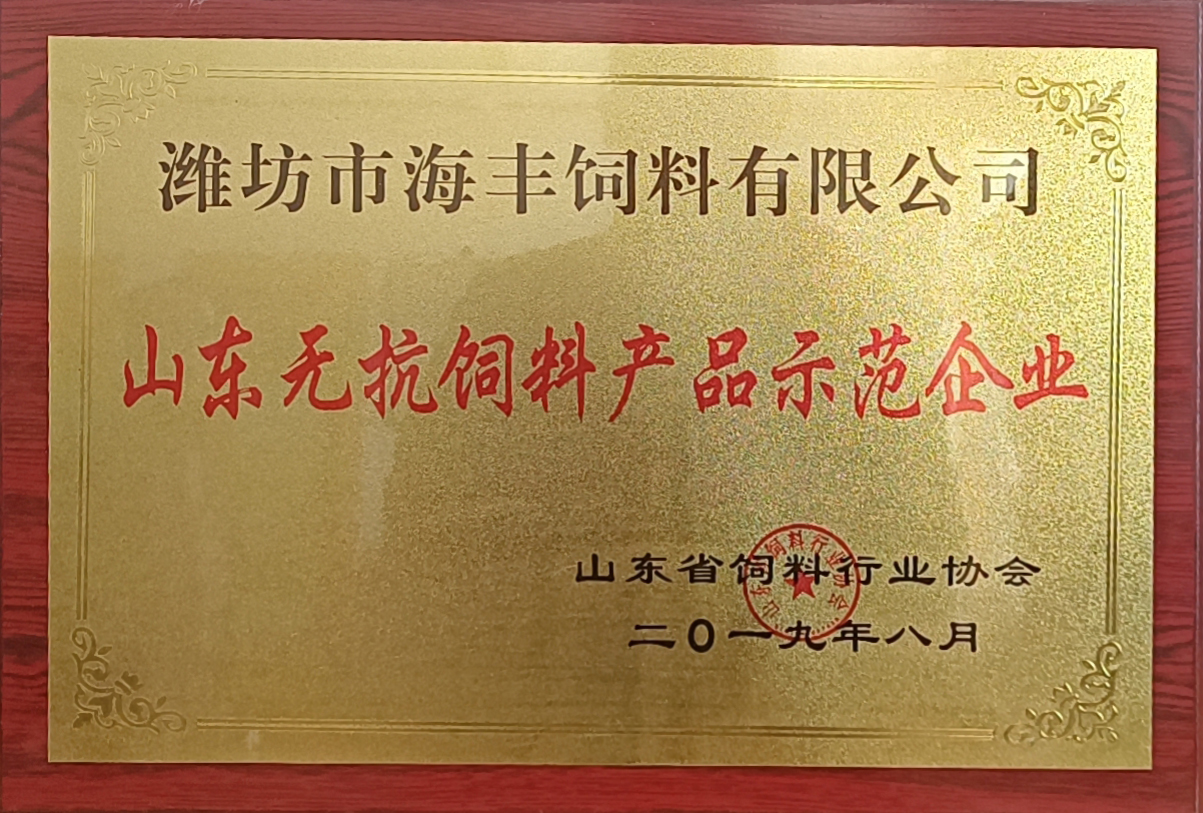 潍坊市海丰饲料有限公司
山东无抗饲料产品示范企业
山东省饲料行业协会
二0一九年八月